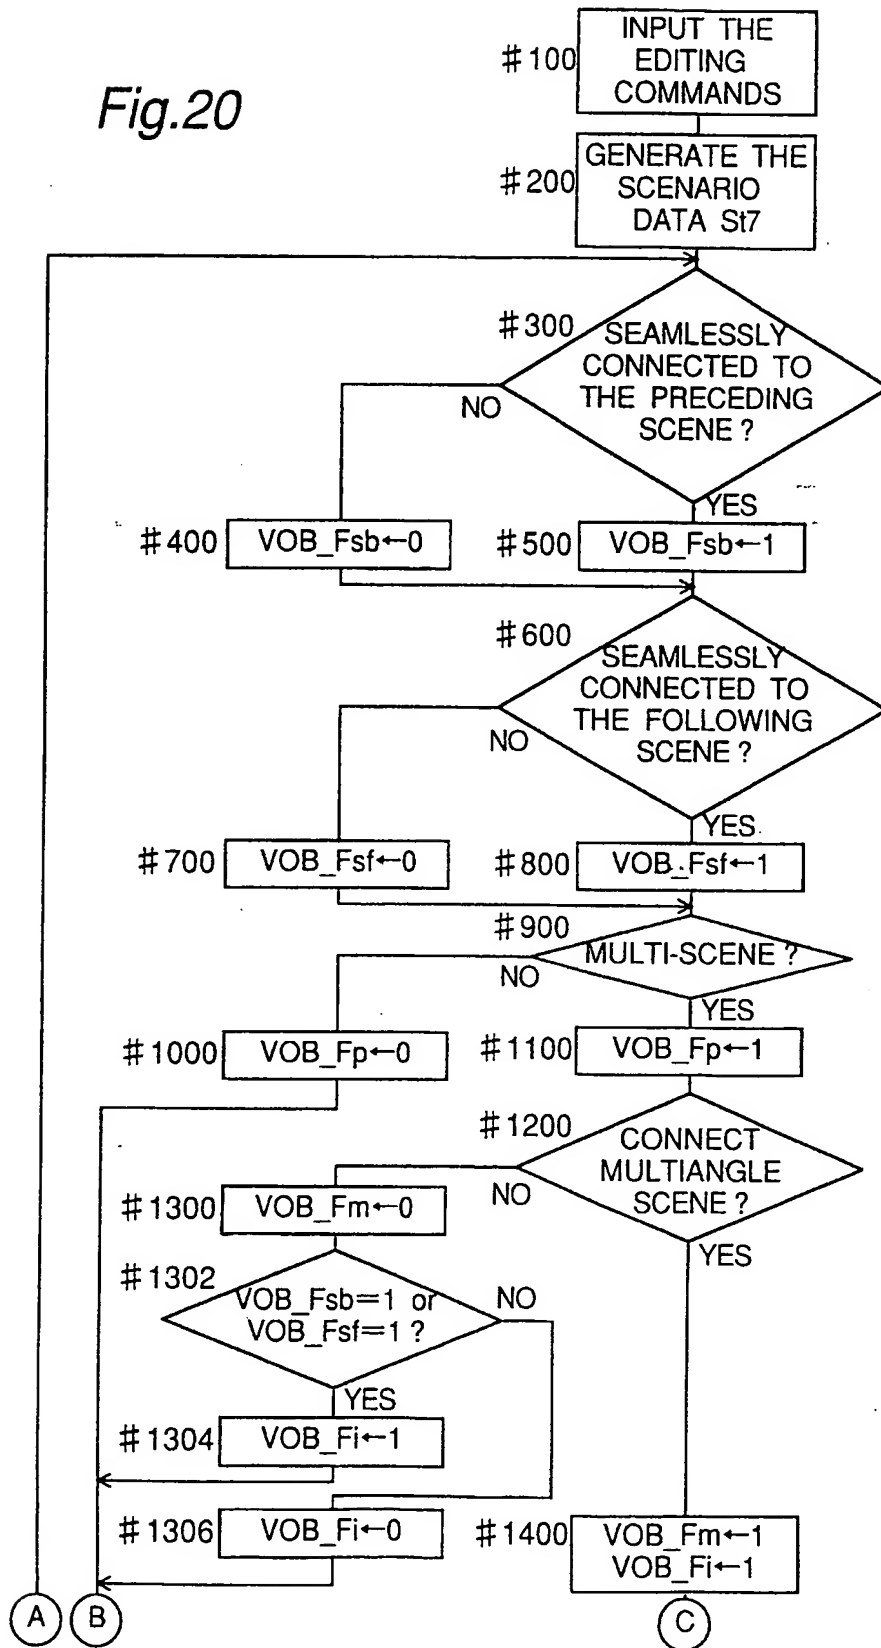 Fig.20
#100
INPUT THE
EDITING
COMMANDS
#200
GENERATE THE
SCENARIO
DATA St7
#300
SEAMLESSLY
CONNECTED TO
THE PRECEDING
SCENE ?
NO
YES
#400
VOB_Fsb←0
#500
VOB_Fsb←1
#600
SEAMLESSLY
CONNECTED TO
THE FOLLOWING
SCENE ?
NO
YES
#700
VOB_Fsf←0
#800
VOB_Fsf←1
#900
MULTI-SCENE ?
NO
YES
#1000
VOB_Fp←0
#1100
VOB_Fp←1
#1200
CONNECT
MULTIANGLE
SCENE ?
NO
YES
#1300
VOB_Fm←0
#1302
VOB_Fsb=1 or
VOB_Fsf=1 ?
NO
YES
#1304
VOB_Fi←1
#1306
VOB_Fi←0
#1400
VOB_Fm←1
VOB_Fi←1
A
B
C